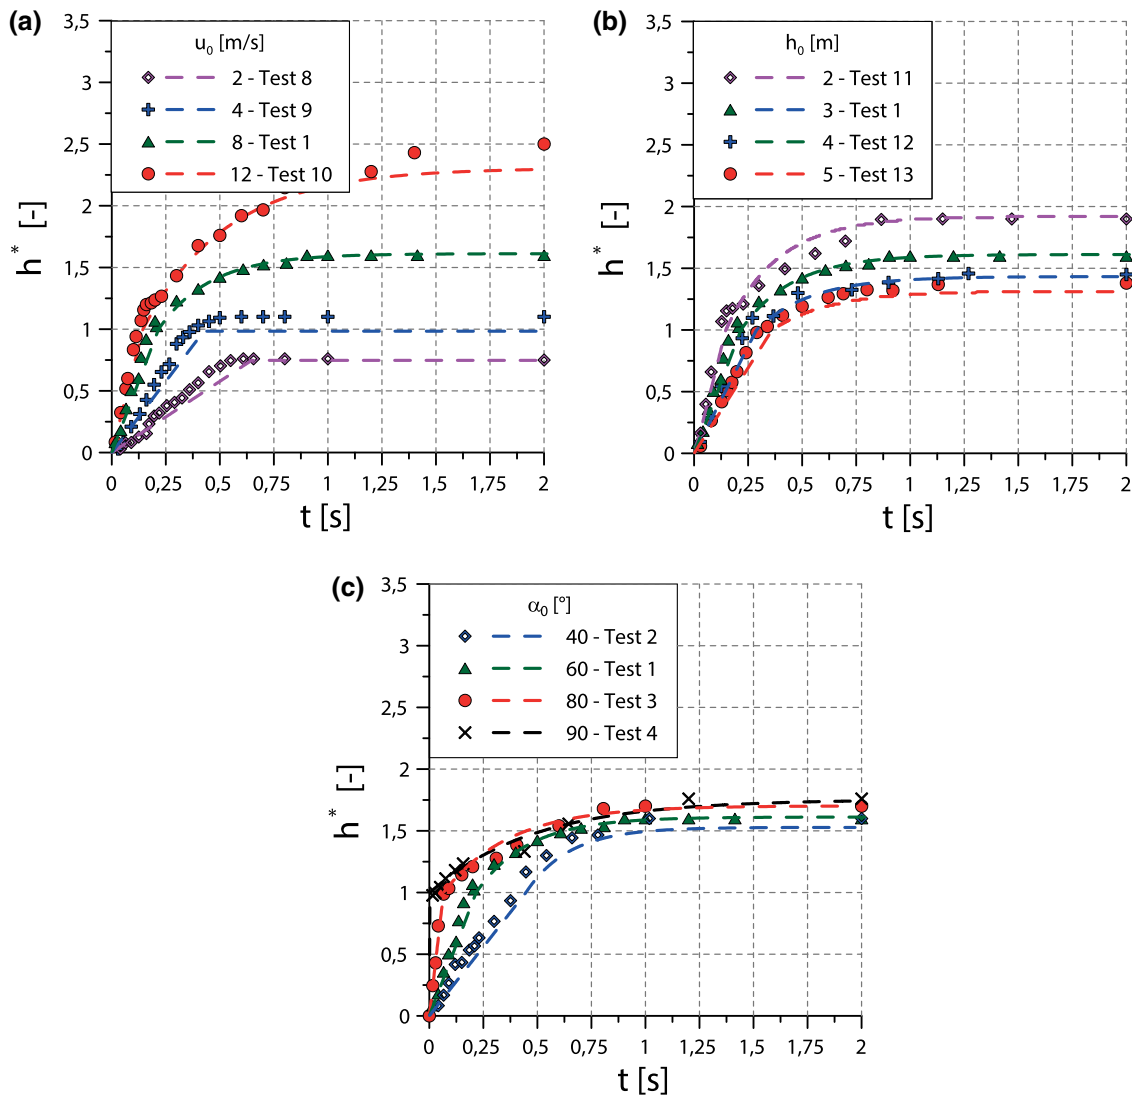 (a)
u0 [m/s]
2 - Test 8
4 - Test 9
8 - Test 1
12 - Test 10
3,5
3
2,5
2
1,5
1
0,5
0
h* [-]
0 0,25 0,5 0,75 1 1,25 1,5 1,75 2
t [s]
(b)
h0 [m]
2 - Test 11
3 - Test 1
4 - Test 12
5 - Test 13
3,5
3
2,5
2
1,5
1
0,5
0
h* [-]
0 0,25 0,5 0,75 1 1,25 1,5 1,75 2
t [s]
(c)
α0 [°]
40 - Test 2
60 - Test 1
80 - Test 3
90 - Test 4
3,5
3
2,5
2
1,5
1
0,5
0
h* [-]
0 0,25 0,5 0,75 1 1,25 1,5 1,75 2
t [s]